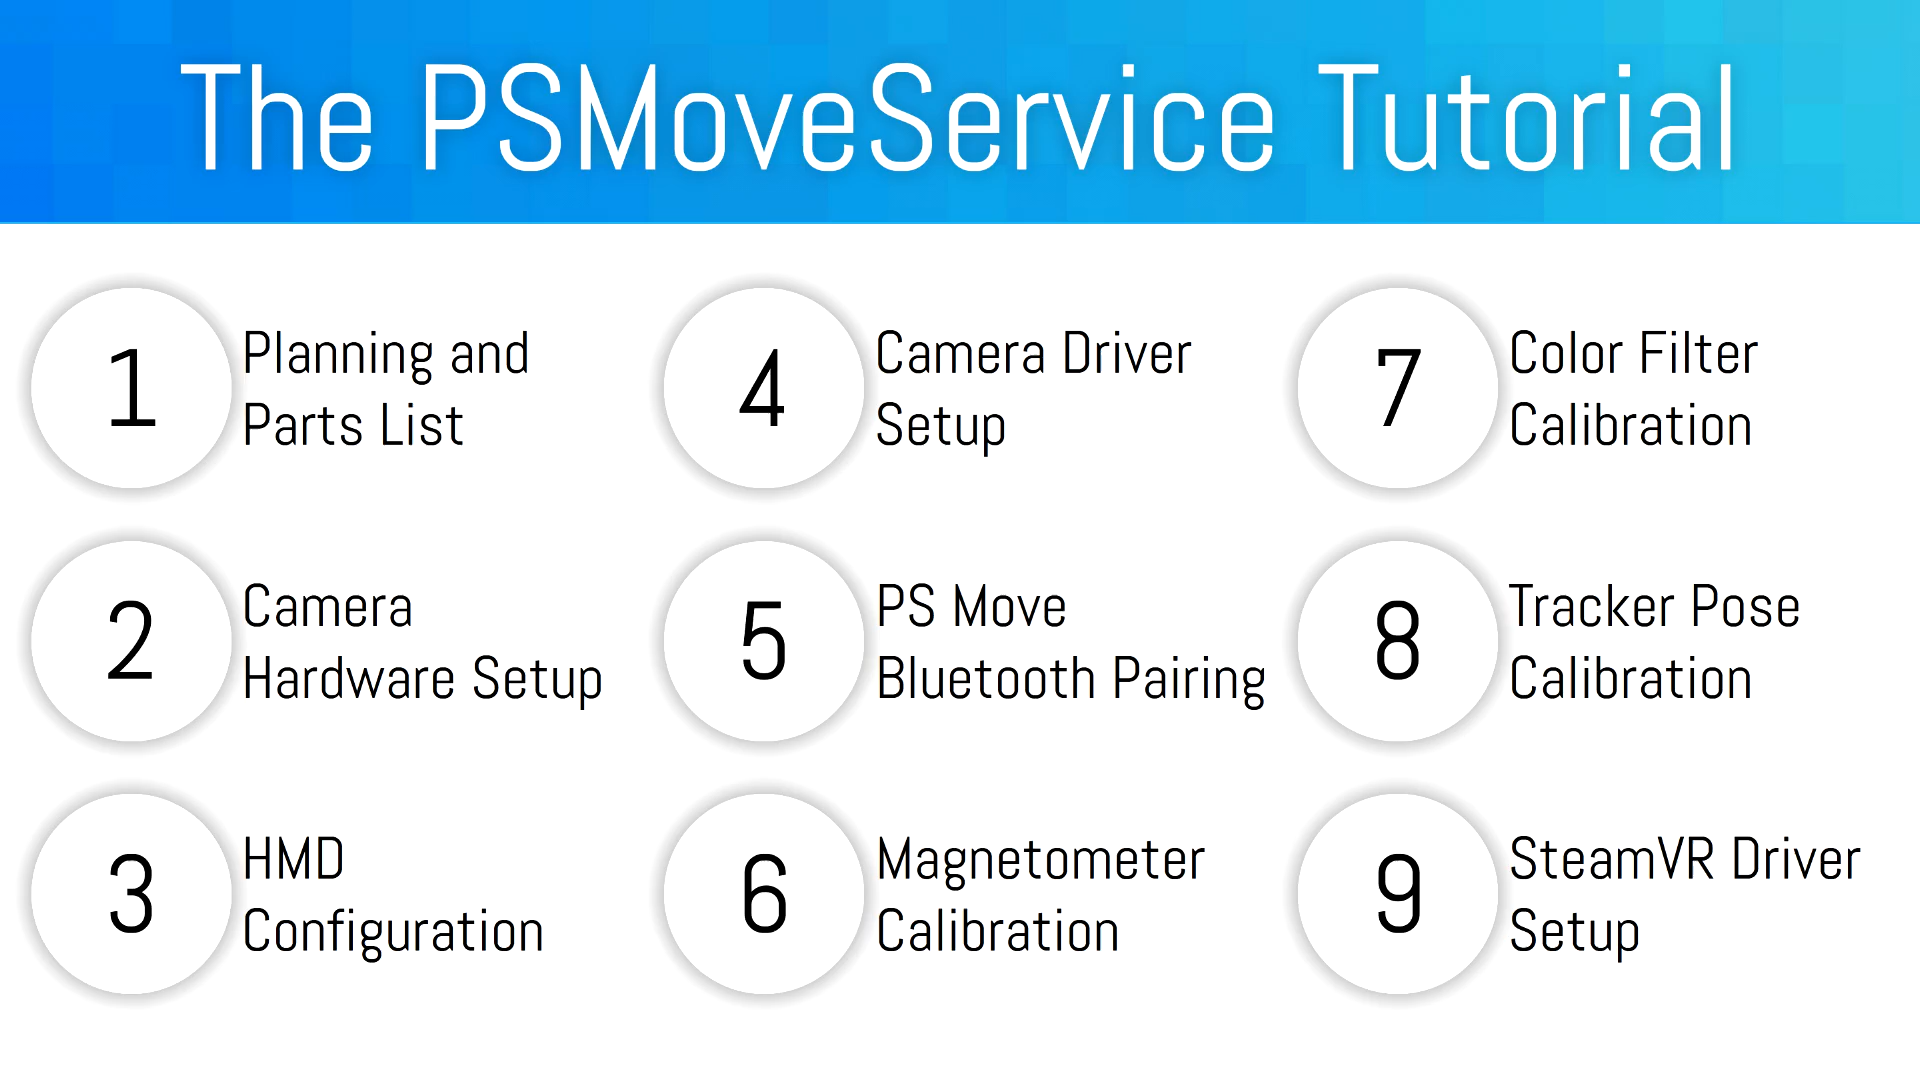 The PSMoveService Tutorial
1
Planning and
Parts List
2
Camera
Hardware Setup
3
HMD
Configuration
4
Camera Driver
Setup
5
PS Move
Bluetooth Pairing
6
Magnetometer
Calibration
7
Color Filter
Calibration
8
Tracker Pose
Calibration
9
SteamVR Driver
Setup